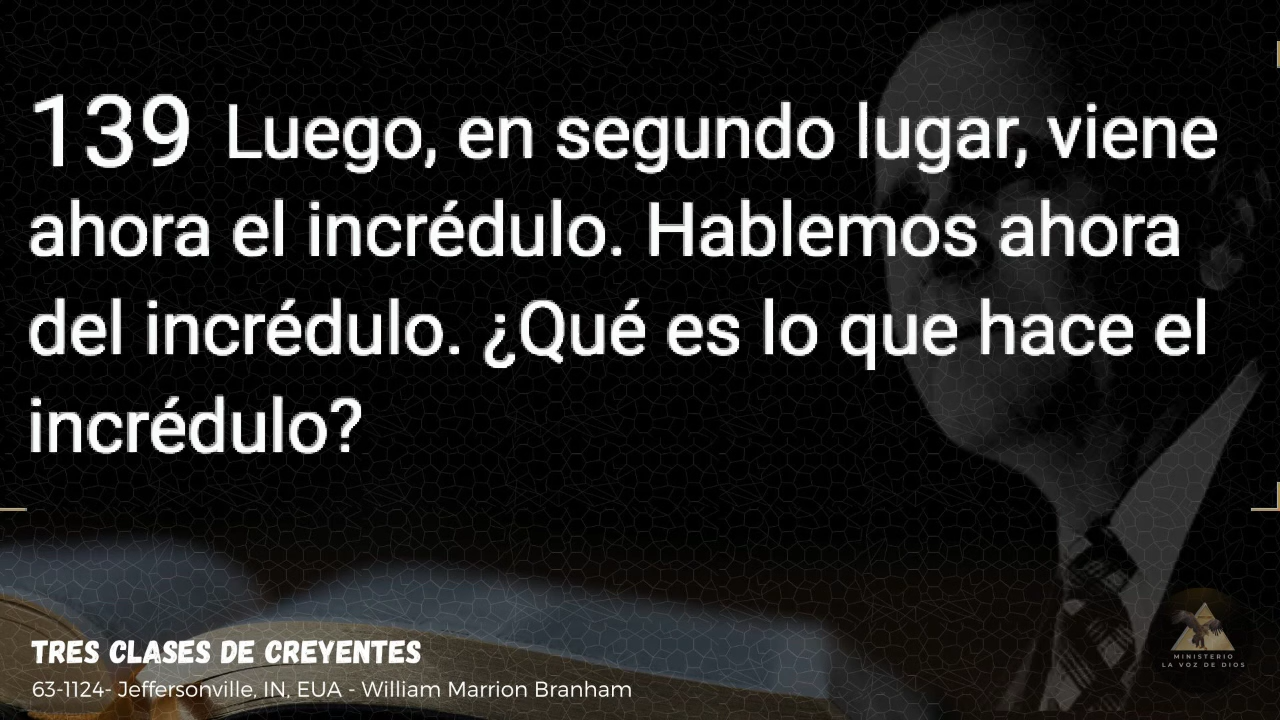 139 Luego, en segundo lugar, viene
ahora el incrédulo. Hablemos ahora
del incrédulo. ¿Qué es lo que hace el
incrédulo?
TRES CLASES DE CREYENTES
63-1124- Jeffersonville, IN, EUA - William Marrion Branham
MINISTERIO
LA VOZ DE DIOS